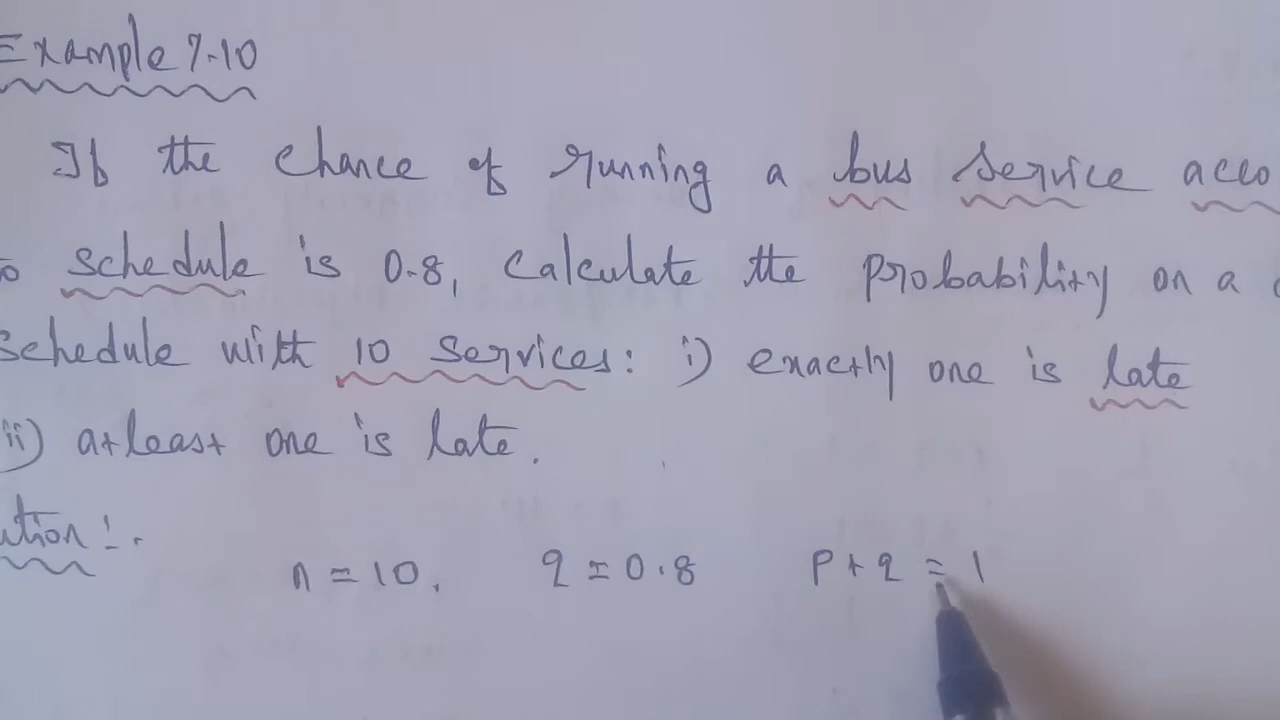 Example 7.10
If the chance of running a bus service acco
schedule is 0.8, calculate the probability on a
schedule with 10 services: i) exactly one is late
ii) atleast one is late.
ution:.
n = 10. q = 0.8 p + q = 1